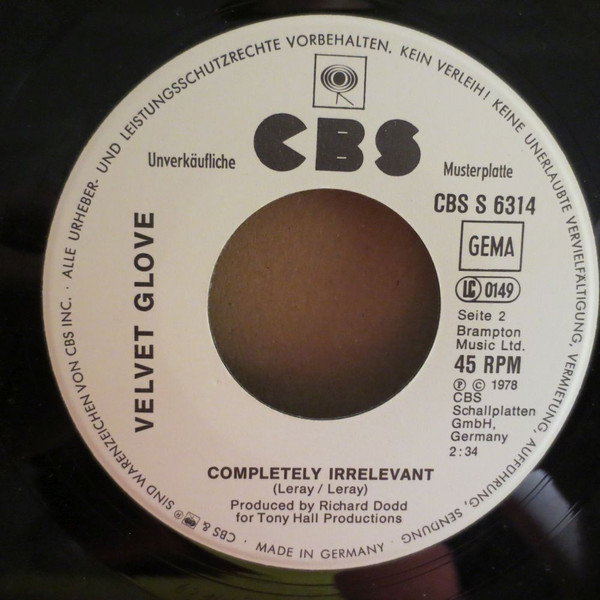 ALLE URHEBER- UND LEISTUNGSSCHUTZRECHTE VORBEHALTEN. KEIN VERLEIH! KEINE UNERLAUBTE VERVIELFÄLTIGUNG, VERMIETUNG, AUFFÜHRUNG, SENDUNG
CBS
Unverkäufliche
Musterplatte
CBS S 6314
GEMA
LC 0149
Seite 2
Brampton
Music Ltd.
45 RPM
Ⓟ © 1978
CBS
Schallplatten
GmbH,
Germany
2:34
VELVET GLOVE
COMPLETELY IRRELEVANT
(Leray / Leray)
Produced by Richard Dodd
for Tony Hall Productions
· MADE IN GERMANY ·
CBS & ® SIND WARENZEICHEN VON CBS INC. ·